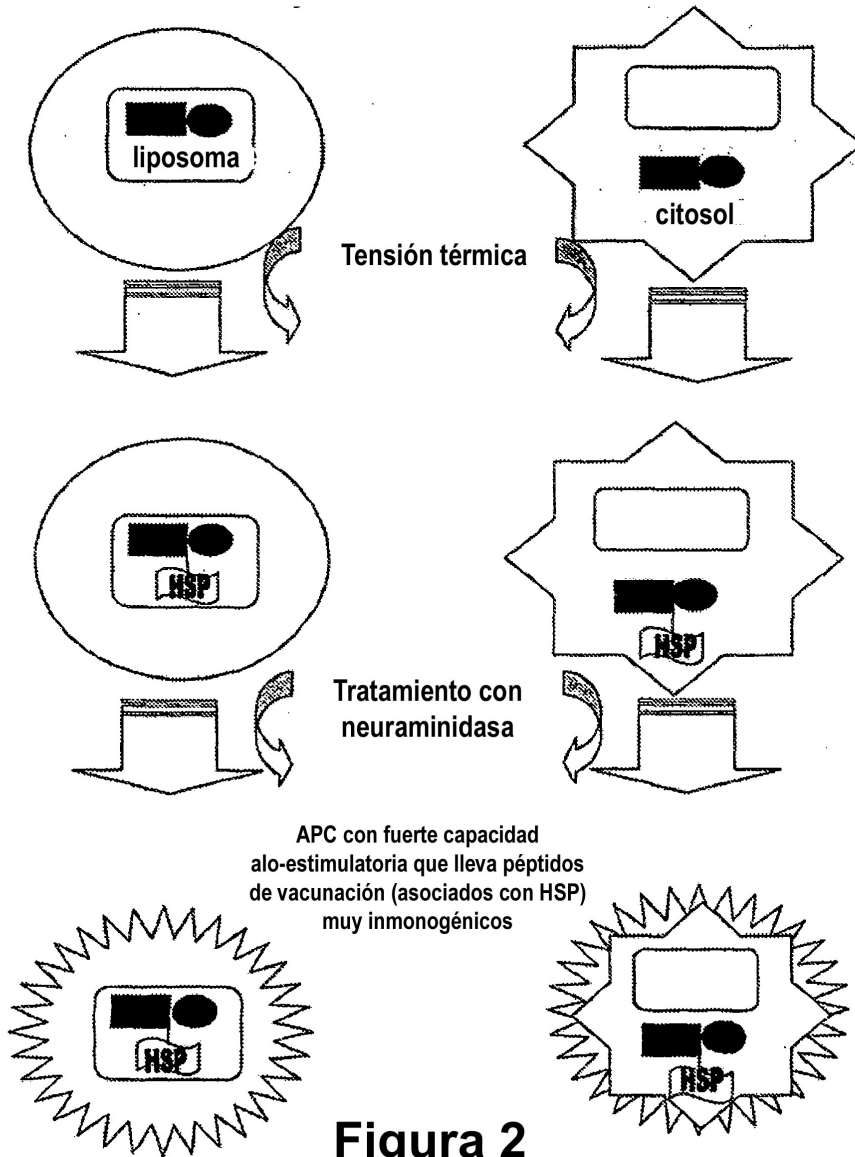 liposoma
citosol
Tensión térmica
HSP
HSP
Tratamiento con
neuraminidasa
APC con fuerte capacidad
alo-estimulatoria que lleva péptidos
de vacunación (asociados con HSP)
muy inmonogénicos
HSP
HSP
Figura 2